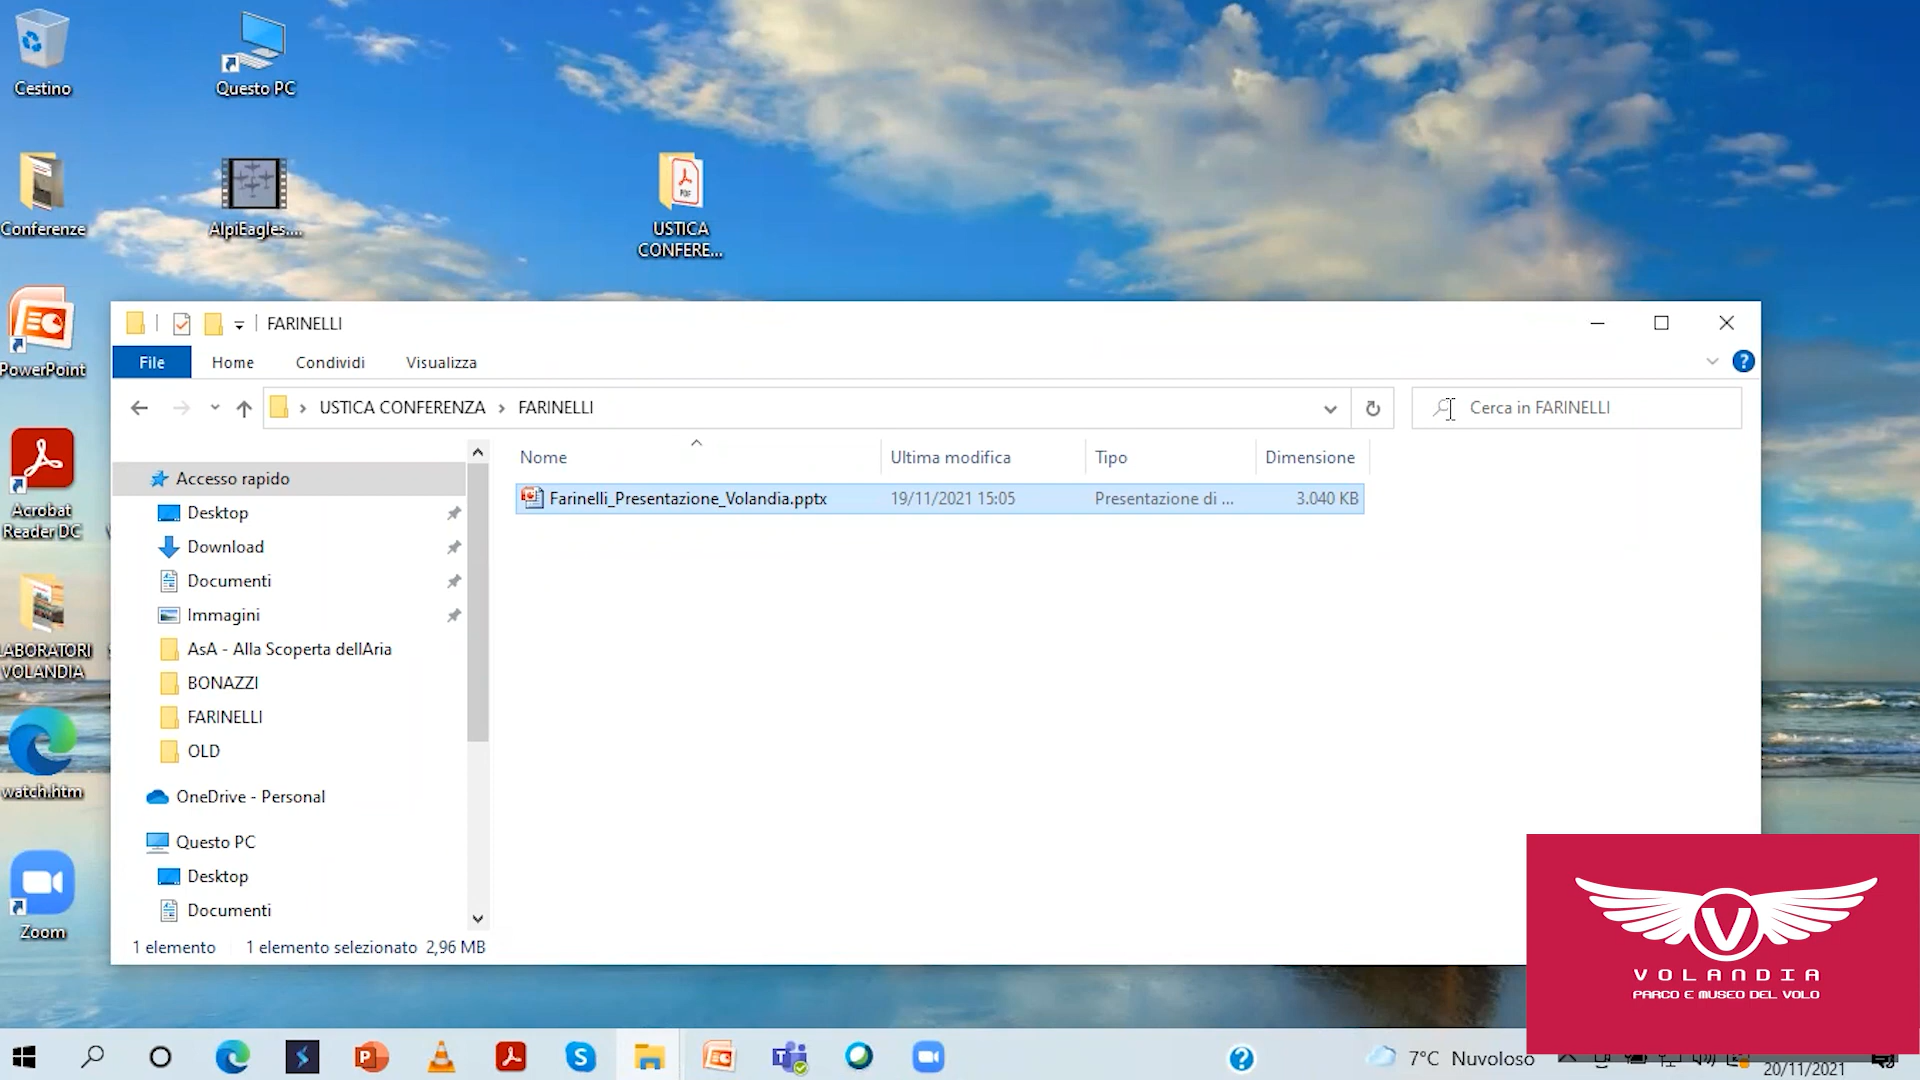 Cestino
Questo PC
Conferenze
AlpiEagles....
USTICA
CONFERE...
PDF
PowerPoint
Acrobat
Reader DC
LABORATORI
VOLANDIA
watch.htm
Zoom
FARINELLI
File
Home
Condividi
Visualizza
USTICA CONFERENZA
FARINELLI
Cerca in FARINELLI
Nome
Ultima modifica
Tipo
Dimensione
Farinelli_Presentazione_Volandia.pptx
19/11/2021 15:05
Presentazione di ...
3.040 KB
Accesso rapido
Desktop
Download
Documenti
Immagini
AsA - Alla Scoperta dellAria
BONAZZI
FARINELLI
OLD
OneDrive - Personal
Questo PC
Desktop
Documenti
1 elemento
1 elemento selezionato 2,96 MB
V
VOLANDIA
PARCO E MUSEO DEL VOLO
7°C Nuvoloso
20/11/2021